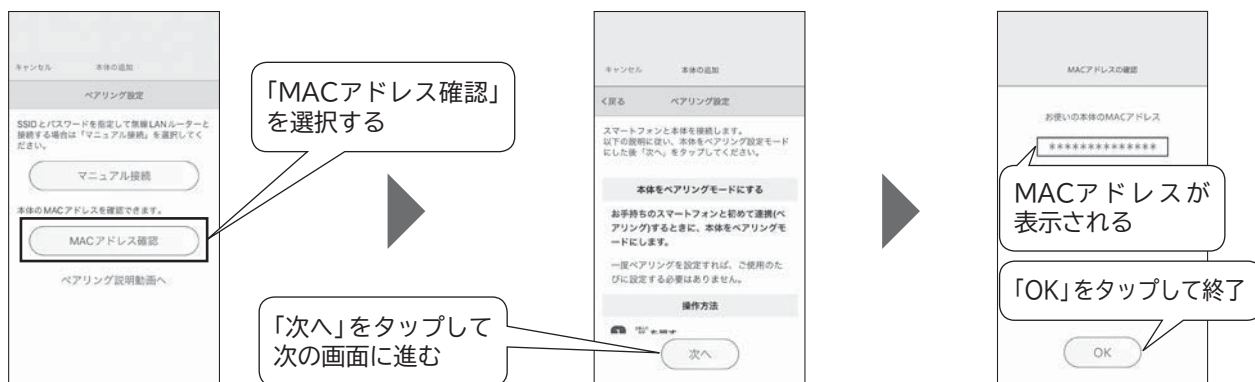 キャンセル 本体の追加
ペアリング設定
SSIDとパスワードを指定して無線LANルーターと
接続する場合は「マニュアル接続」を選択してく
ださい。
マニュアル接続
本体のMACアドレスを確認できます。
MACアドレス確認
ペアリング説明動画へ
「MACアドレス確認」
を選択する
キャンセル 本体の追加
く戻る ペアリング設定
スマートフォンと本体を接続します。
以下の説明に従い、本体をペアリング設定モード
にした後「次へ」をタップしてください。
本体をペアリングモードにする
お手持ちのスマートフォンと初めて連携(ペ
アリング)するときに、本体をペアリングモ
ードにします。
一度ペアリングを設定すれば、ご使用のた
びに設定する必要はありません。
操作方法
次へ
「次へ」をタップして
次の画面に進む
MACアドレスの確認
お使いの本体のMACアドレス
**************
MACアドレスが
表示される
「OK」をタップして終了
OK